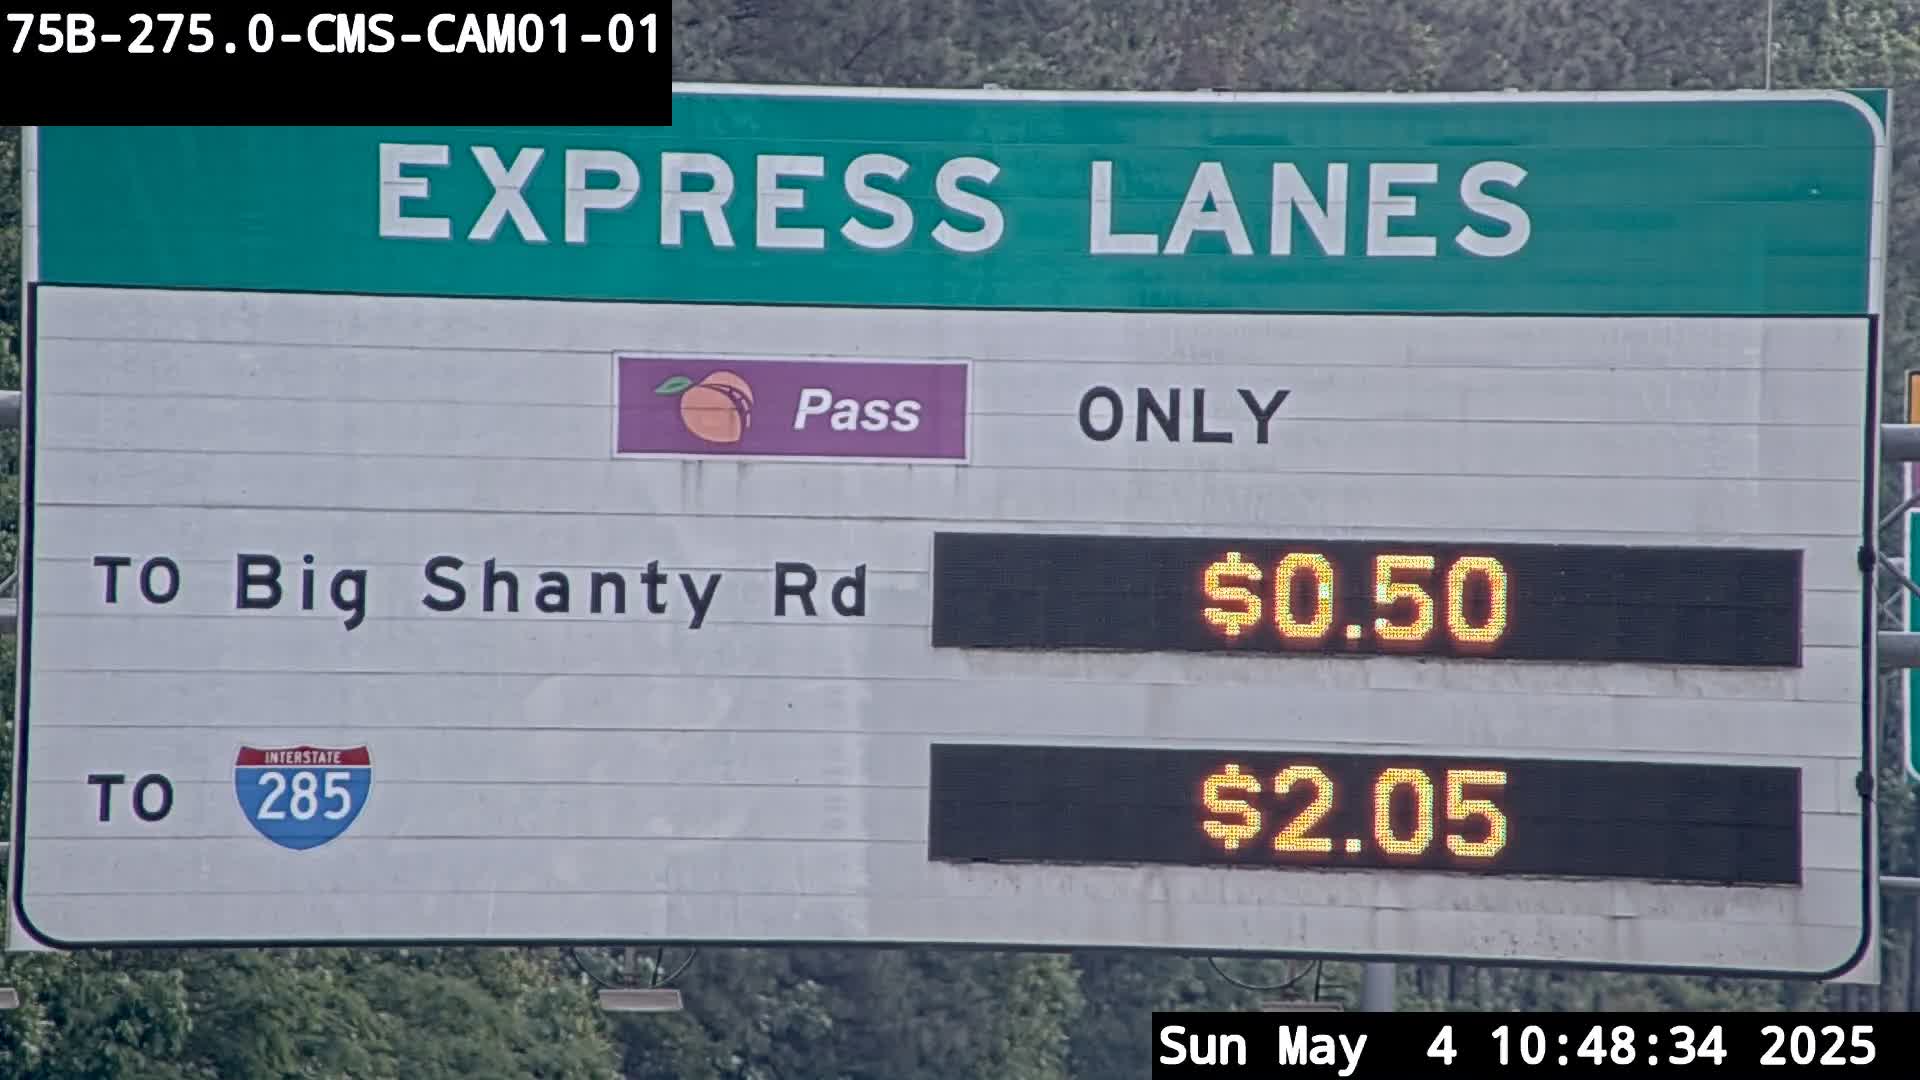 75B-275.0-CMS-CAM01-01
EXPRESS LANES
Pass ONLY
TO Big Shanty Rd $0.50
INTERSTATE
TO 285 $2.05
Sun May 4 10:48:34 2025